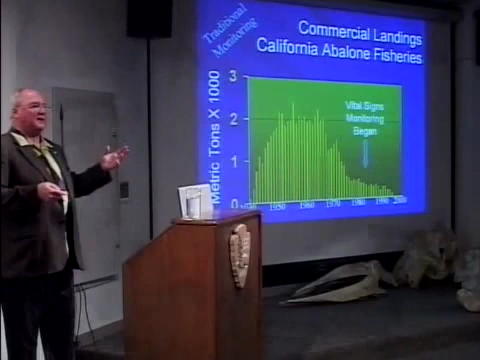 Traditional
Monitoring
Commercial Landings
California Abalone Fisheries
Metric Tons X 1000
3
2
1
0
Vital Signs
Monitoring
Began
1950 1960 1970 1980 1990 2000